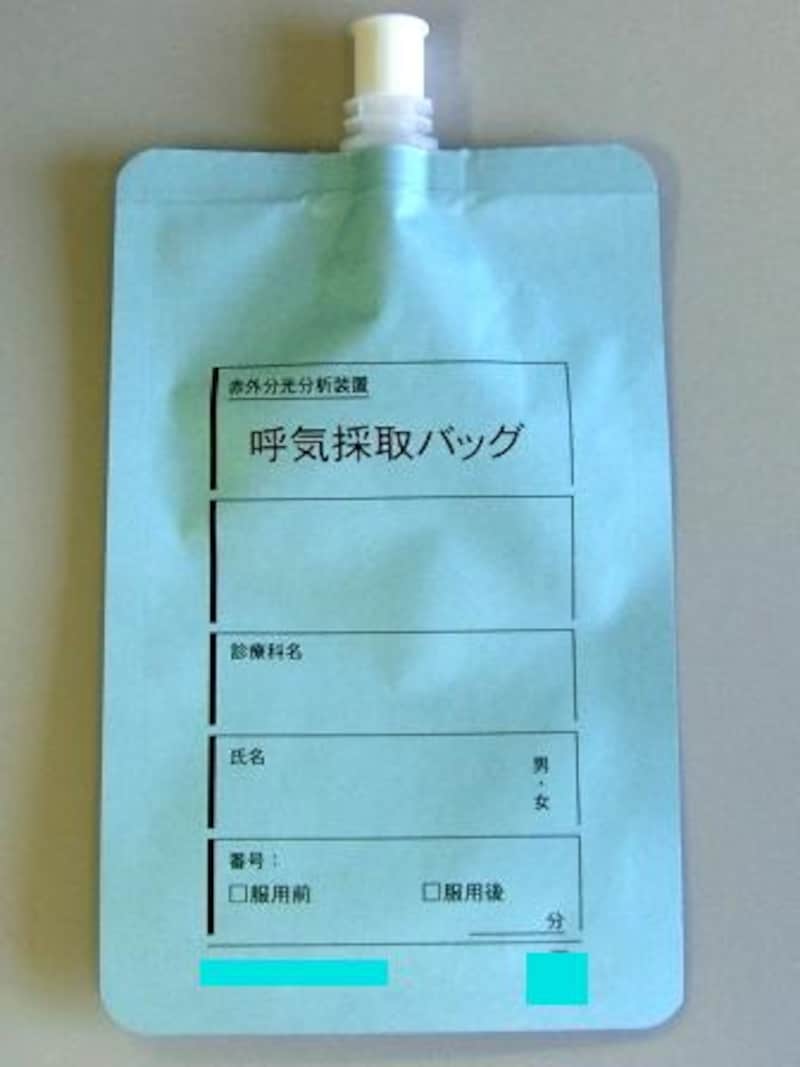 赤外分光分析装置
呼気採取バッグ
診療科名
氏名
男・女
番号：
□服用前 □服用後
分